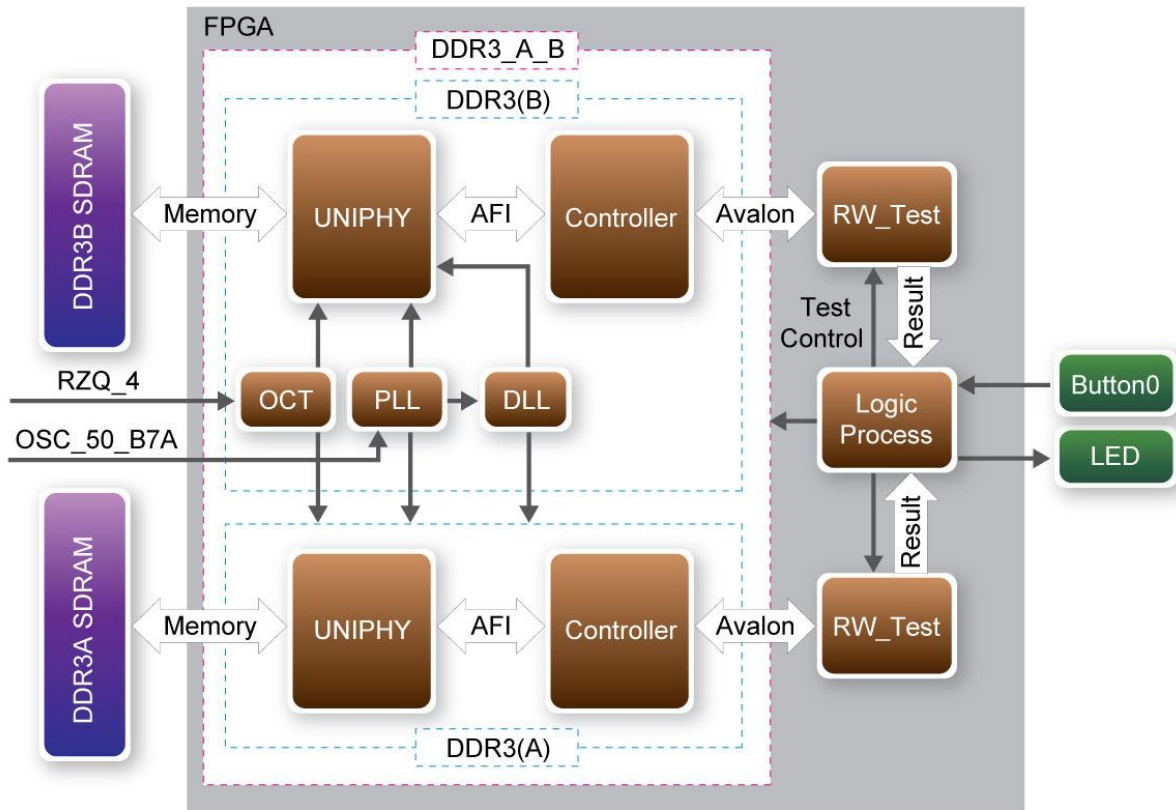 FPGA
DDR3_A_B
DDR3(B)
DDR3B SDRAM
Memory
UNIPHY
AFI
Controller
Avalon
RW_Test
Test
Control
Result
RZQ_4
OCT
PLL
DLL
Logic
Process
Button0
OSC_50_B7A
LED
DDR3A SDRAM
Memory
UNIPHY
AFI
Controller
Avalon
Result
RW_Test
DDR3(A)